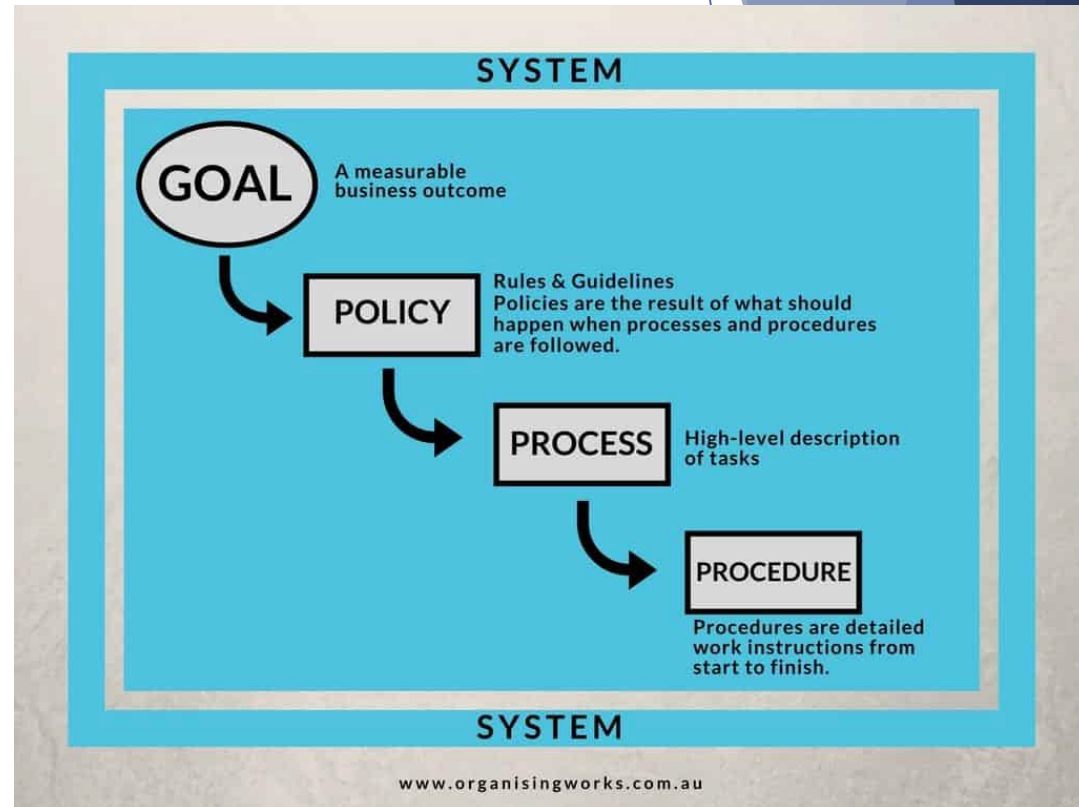 SYSTEM
GOAL
A measurable
business outcome
POLICY
Rules & Guidelines
Policies are the result of what should
happen when processes and procedures
are followed.
PROCESS
High-level description
of tasks
PROCEDURE
Procedures are detailed
work instructions from
start to finish.
SYSTEM
www.organisingworks.com.au